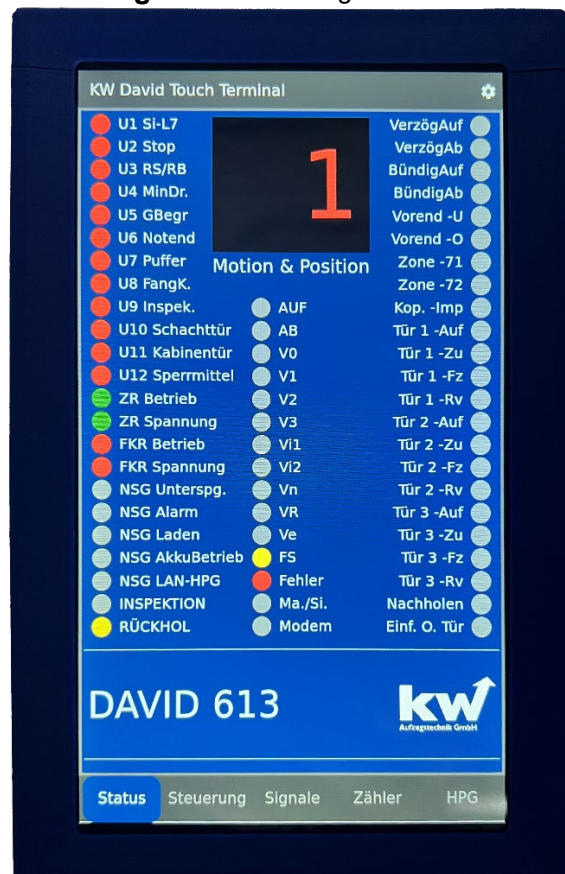 KW David Touch Terminal
U1 Si-L7
U2 Stop
U3 RS/RB
U4 MinDr.
U5 GBegr
U6 Notend
U7 Puffer
U8 FangK.
U9 Inspek.
U10 Schachttür
U11 Kabinentür
U12 Sperrmittel
ZR Betrieb
ZR Spannung
FKR Betrieb
FKR Spannung
NSG Unterspg.
NSG Alarm
NSG Laden
NSG AkkuBetrieb
NSG LAN-HPG
INSPEKTION
RÜCKHOL
1
Motion & Position
AUF
AB
V0
V1
V2
V3
Vi1
Vi2
Vn
VR
Ve
FS
Fehler
Ma./Si.
Modem
VerzögAuf
VerzögAb
BündigAuf
BündigAb
Vorend -U
Vorend -O
Zone -71
Zone -72
Kop. -Imp
Tür 1 -Auf
Tür 1 -Zu
Tür 1 -Fz
Tür 1 -Rv
Tür 2 -Auf
Tür 2 -Zu
Tür 2 -Fz
Tür 2 -Rv
Tür 3 -Auf
Tür 3 -Zu
Tür 3 -Fz
Tür 3 -Rv
Nachholen
Einf. O. Tür
DAVID 613
kw
Aufzugstechnik GmbH
Status Steuerung Signale Zähler HPG